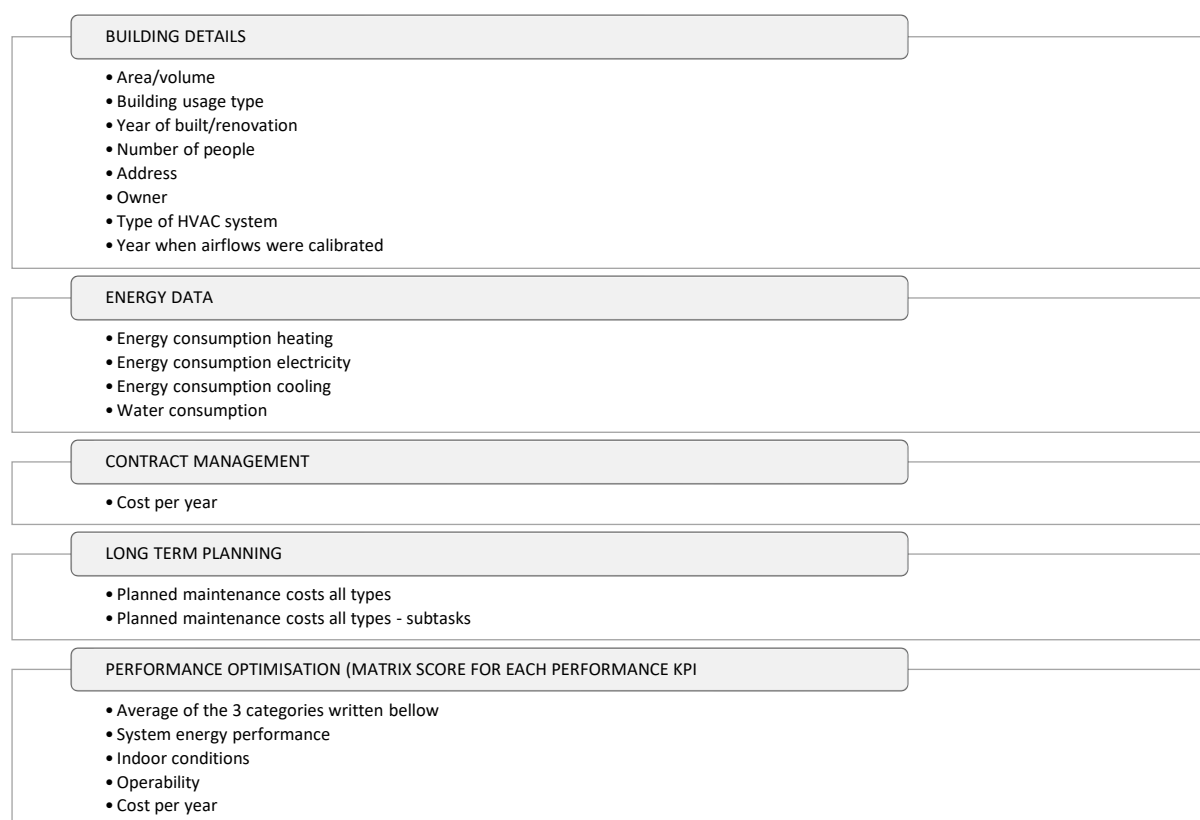 BUILDING DETAILS
• Area/volume
• Building usage type
• Year of built/renovation
• Number of people
• Address
• Owner
• Type of HVAC system
• Year when airflows were calibrated
ENERGY DATA
• Energy consumption heating
• Energy consumption electricity
• Energy consumption cooling
• Water consumption
CONTRACT MANAGEMENT
• Cost per year
LONG TERM PLANNING
• Planned maintenance costs all types
• Planned maintenance costs all types - subtasks
PERFORMANCE OPTIMISATION (MATRIX SCORE FOR EACH PERFORMANCE KPI
• Average of the 3 categories written bellow
• System energy performance
• Indoor conditions
• Operability
• Cost per year